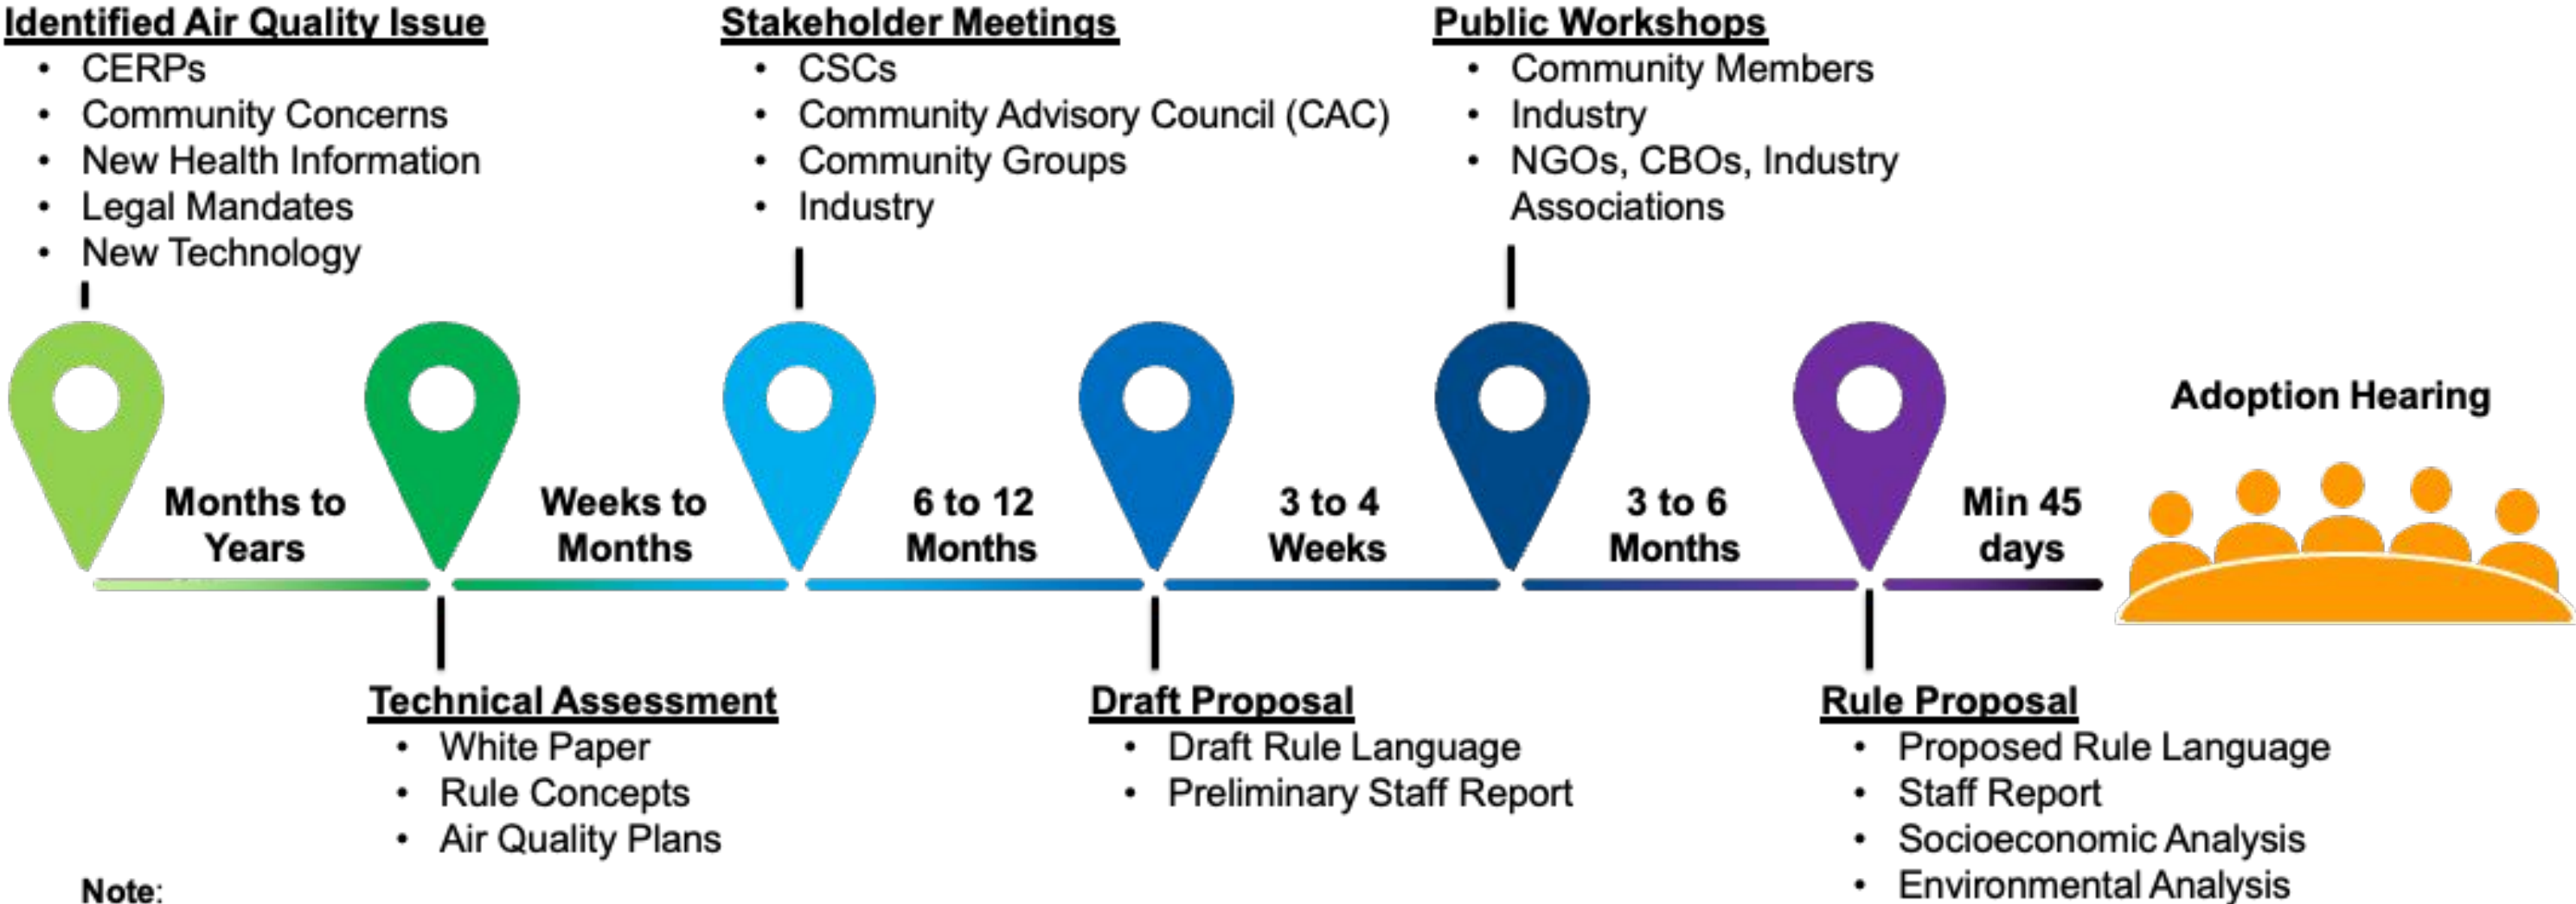 Identified Air Quality Issue
• CERPs
• Community Concerns
• New Health Information
• Legal Mandates
• New Technology
Stakeholder Meetings
• CSCs
• Community Advisory Council (CAC)
• Community Groups
• Industry
Public Workshops
• Community Members
• Industry
• NGOs, CBOs, Industry
Associations
Months to
Years
Weeks to
Months
6 to 12
Months
3 to 4
Weeks
3 to 6
Months
Min 45
days
Adoption Hearing
Technical Assessment
• White Paper
• Rule Concepts
• Air Quality Plans
Draft Proposal
• Draft Rule Language
• Preliminary Staff Report
Rule Proposal
• Proposed Rule Language
• Staff Report
• Socioeconomic Analysis
• Environmental Analysis
Note: